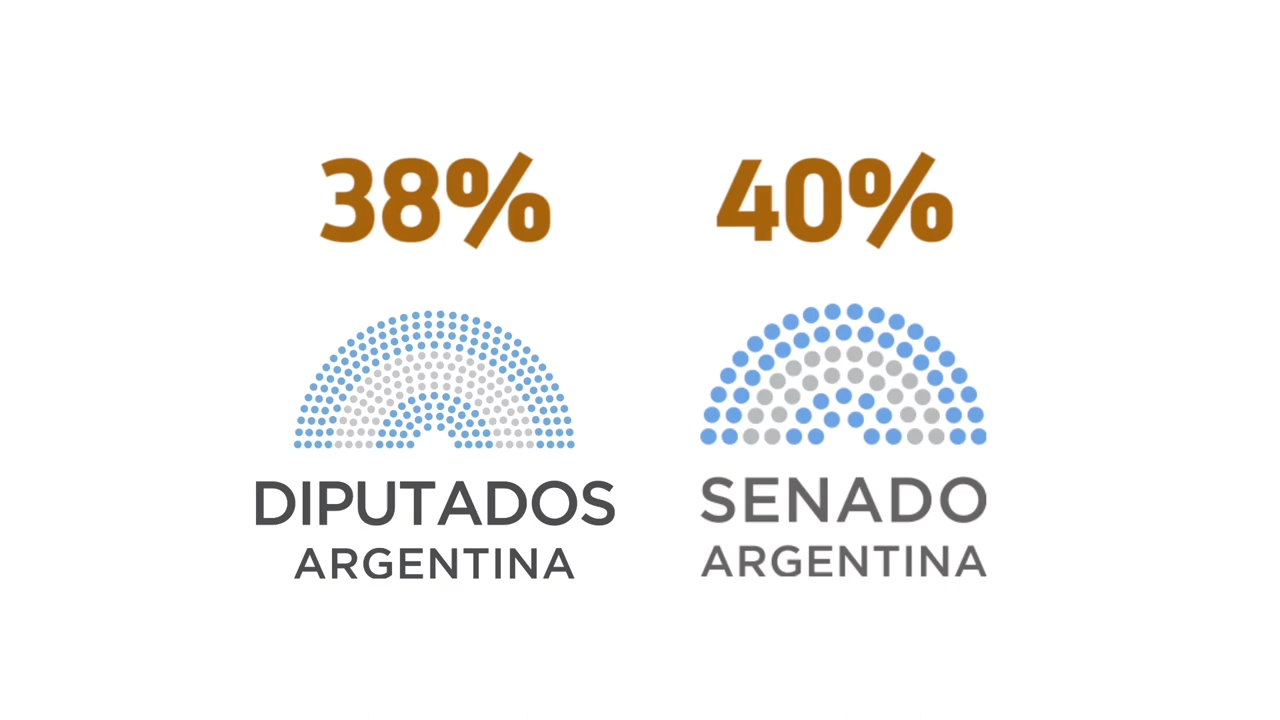 38%
40%
DIPUTADOS
ARGENTINA
SENADO
ARGENTINA